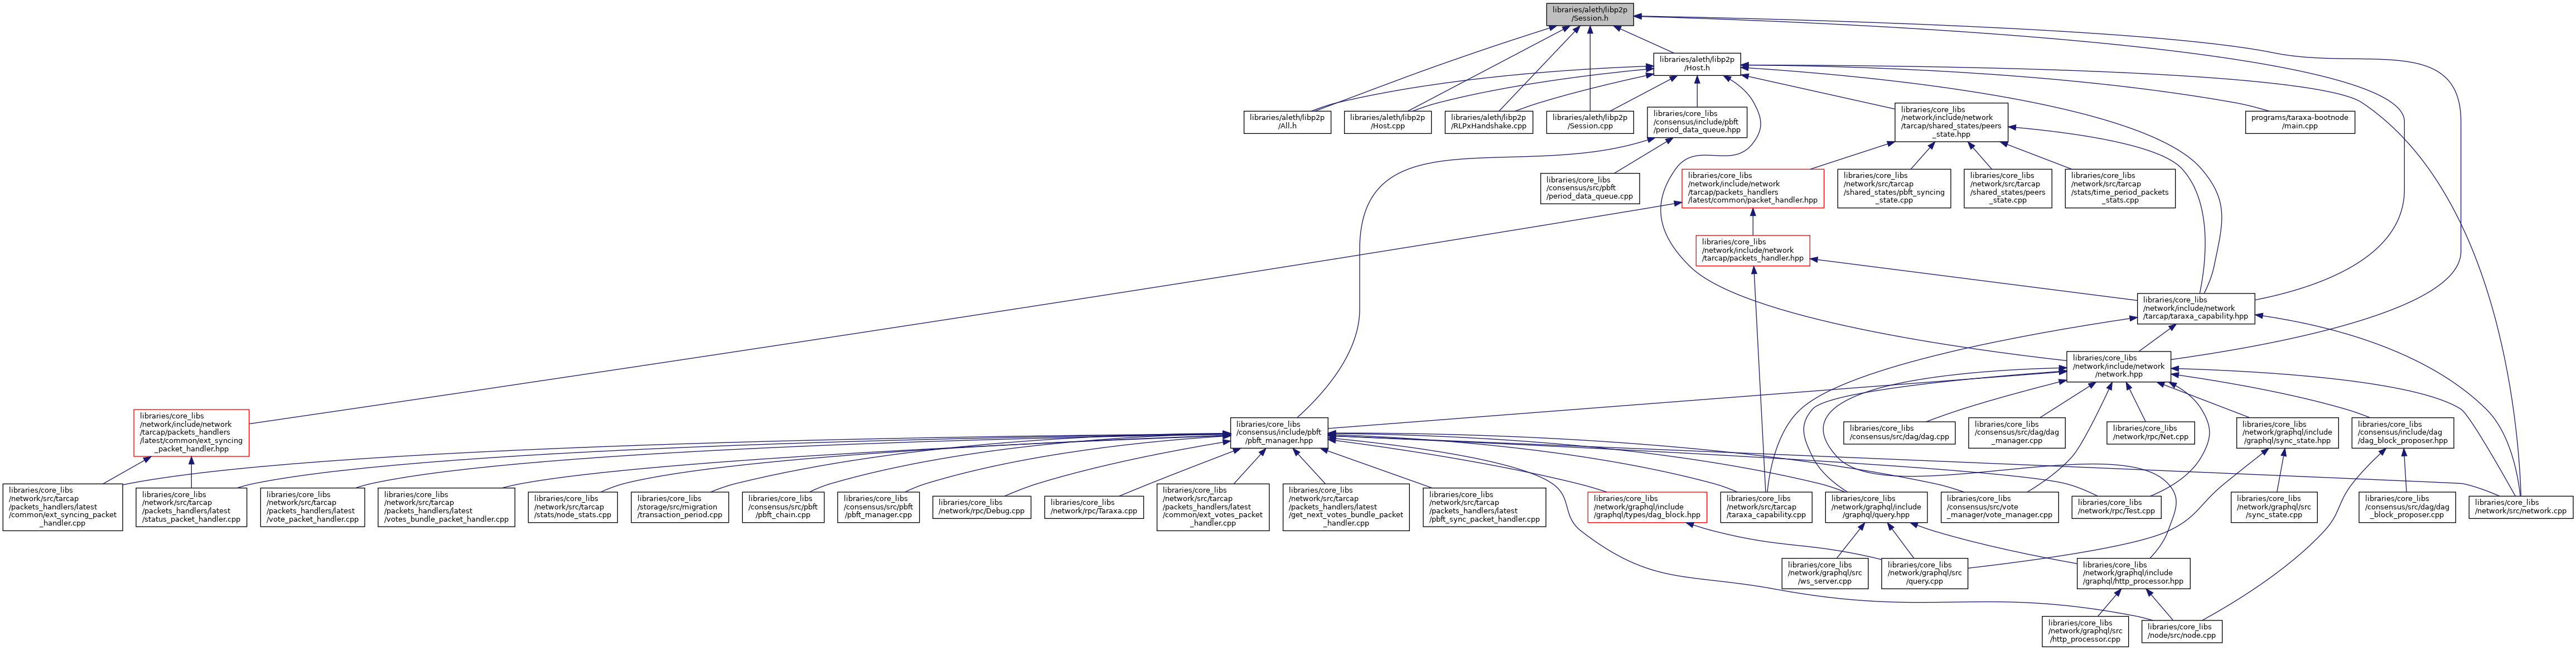 libraries/aleth/libp2p
/Session.h
libraries/aleth/libp2p
/Host.h
libraries/aleth/libp2p
/All.h
libraries/aleth/libp2p
/Host.cpp
libraries/aleth/libp2p
/RLPxHandshake.cpp
libraries/aleth/libp2p
/Session.cpp
libraries/core_libs
/consensus/include/pbft
/period_data_queue.hpp
libraries/core_libs
/network/include/network
/tarcap/shared_states/peers
_state.hpp
programs/taraxa-bootnode
/main.cpp
libraries/core_libs
/consensus/src/pbft
/period_data_queue.cpp
libraries/core_libs
/network/include/network
/tarcap/packets_handlers
/latest/common/packet_handler.hpp
libraries/core_libs
/network/src/tarcap
/shared_states/pbft_syncing
_state.cpp
libraries/core_libs
/network/src/tarcap
/shared_states/peers
_state.cpp
libraries/core_libs
/network/src/tarcap
/stats/time_period_packets
_stats.cpp
libraries/core_libs
/network/include/network
/tarcap/packets_handler.hpp
libraries/core_libs
/network/include/network
/tarcap/taraxa_capability.hpp
libraries/core_libs
/network/include/network
/network.hpp
libraries/core_libs
/network/include/network
/tarcap/packets_handlers
/latest/common/ext_syncing
_packet_handler.hpp
libraries/core_libs
/consensus/include/pbft
/pbft_manager.hpp
libraries/core_libs
/consensus/src/dag/dag.cpp
libraries/core_libs
/consensus/src/dag/dag
_manager.cpp
libraries/core_libs
/network/rpc/Net.cpp
libraries/core_libs
/network/graphql/include
/graphql/sync_state.hpp
libraries/core_libs
/consensus/include/dag
/dag_block_proposer.hpp
libraries/core_libs
/network/src/tarcap
/packets_handlers/latest
/common/ext_syncing_packet
_handler.cpp
libraries/core_libs
/network/src/tarcap
/packets_handlers/latest
/status_packet_handler.cpp
libraries/core_libs
/network/src/tarcap
/packets_handlers/latest
/vote_packet_handler.cpp
libraries/core_libs
/network/src/tarcap
/packets_handlers/latest
/votes_bundle_packet_handler.cpp
libraries/core_libs
/network/src/tarcap
/stats/node_stats.cpp
libraries/core_libs
/storage/src/migration
/transaction_period.cpp
libraries/core_libs
/consensus/src/pbft
/pbft_chain.cpp
libraries/core_libs
/consensus/src/pbft
/pbft_manager.cpp
libraries/core_libs
/network/rpc/Debug.cpp
libraries/core_libs
/network/rpc/Taraxa.cpp
libraries/core_libs
/network/src/tarcap
/packets_handlers/latest
/common/ext_votes_packet
_handler.cpp
libraries/core_libs
/network/src/tarcap
/packets_handlers/latest
/get_next_votes_bundle_packet
_handler.cpp
libraries/core_libs
/network/src/tarcap
/packets_handlers/latest
/pbft_sync_packet_handler.cpp
libraries/core_libs
/network/graphql/include
/graphql/types/dag_block.hpp
libraries/core_libs
/network/src/tarcap
/taraxa_capability.cpp
libraries/core_libs
/network/graphql/include
/graphql/query.hpp
libraries/core_libs
/consensus/src/vote
_manager/vote_manager.cpp
libraries/core_libs
/network/rpc/Test.cpp
libraries/core_libs
/network/graphql/src
/sync_state.cpp
libraries/core_libs
/consensus/src/dag/dag
_block_proposer.cpp
libraries/core_libs
/network/src/network.cpp
libraries/core_libs
/network/graphql/src
/ws_server.cpp
libraries/core_libs
/network/graphql/src
/query.cpp
libraries/core_libs
/network/graphql/include
/graphql/http_processor.hpp
libraries/core_libs
/network/graphql/src
/http_processor.cpp
libraries/core_libs
/node/src/node.cpp